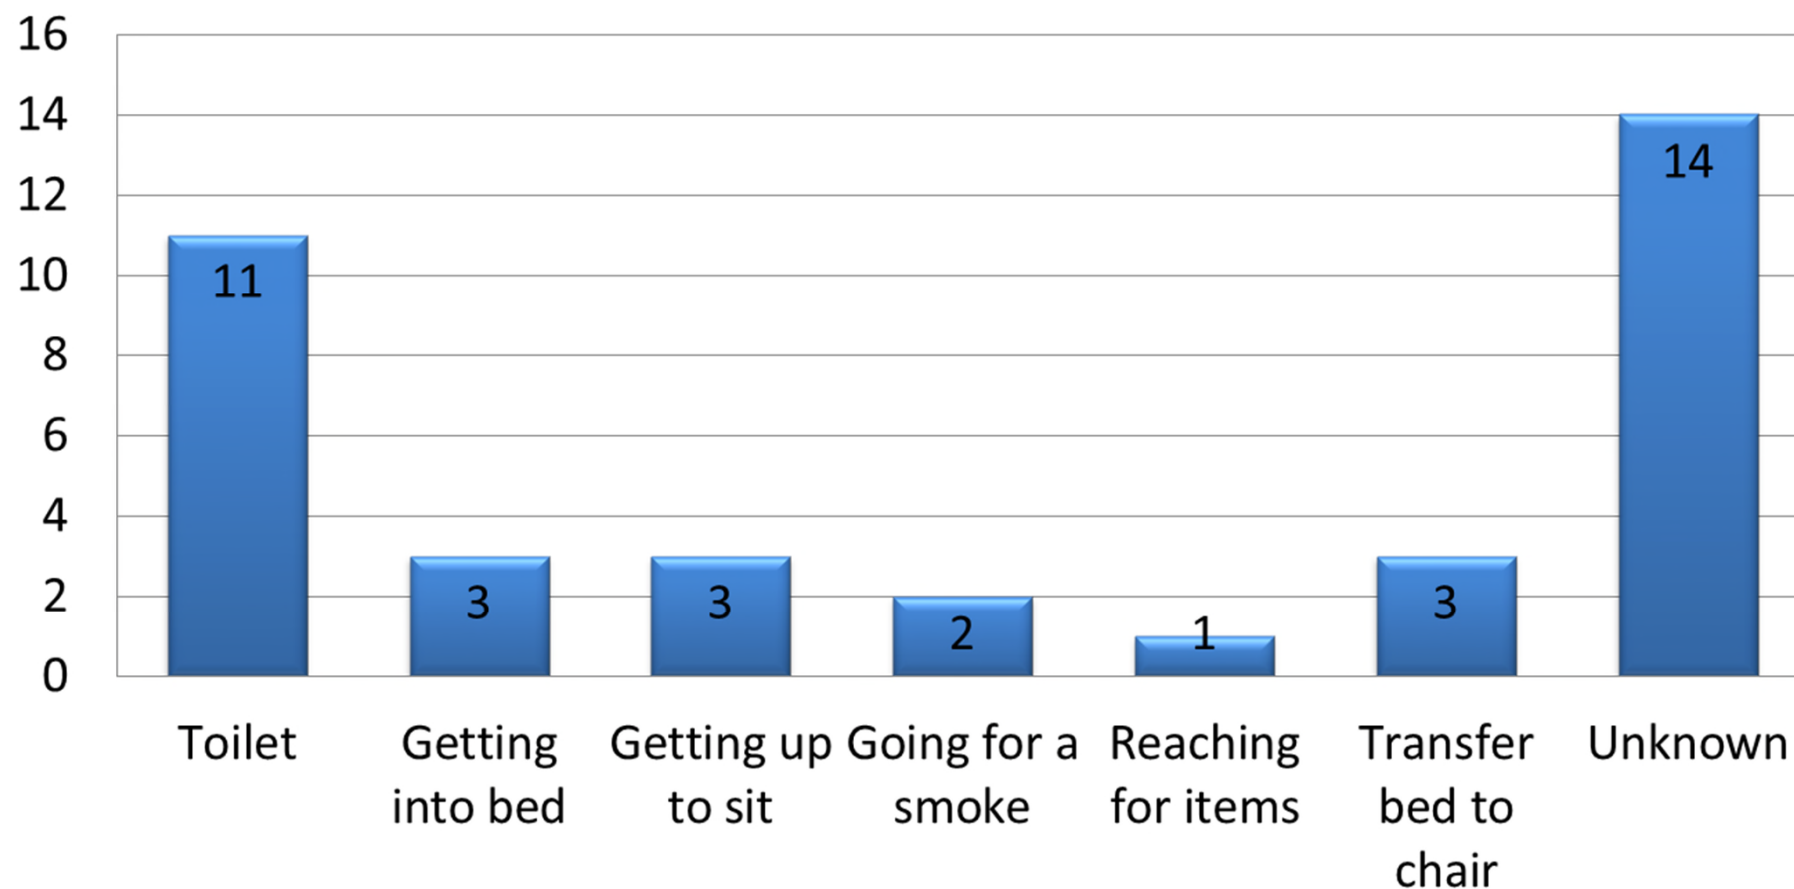 16
14
12
10
8
6
4
2
0
11
3
3
2
1
3
14
Toilet
Getting
into bed
Getting up
to sit
Going for a
smoke
Reaching
for items
Transfer
bed to
chair
Unknown